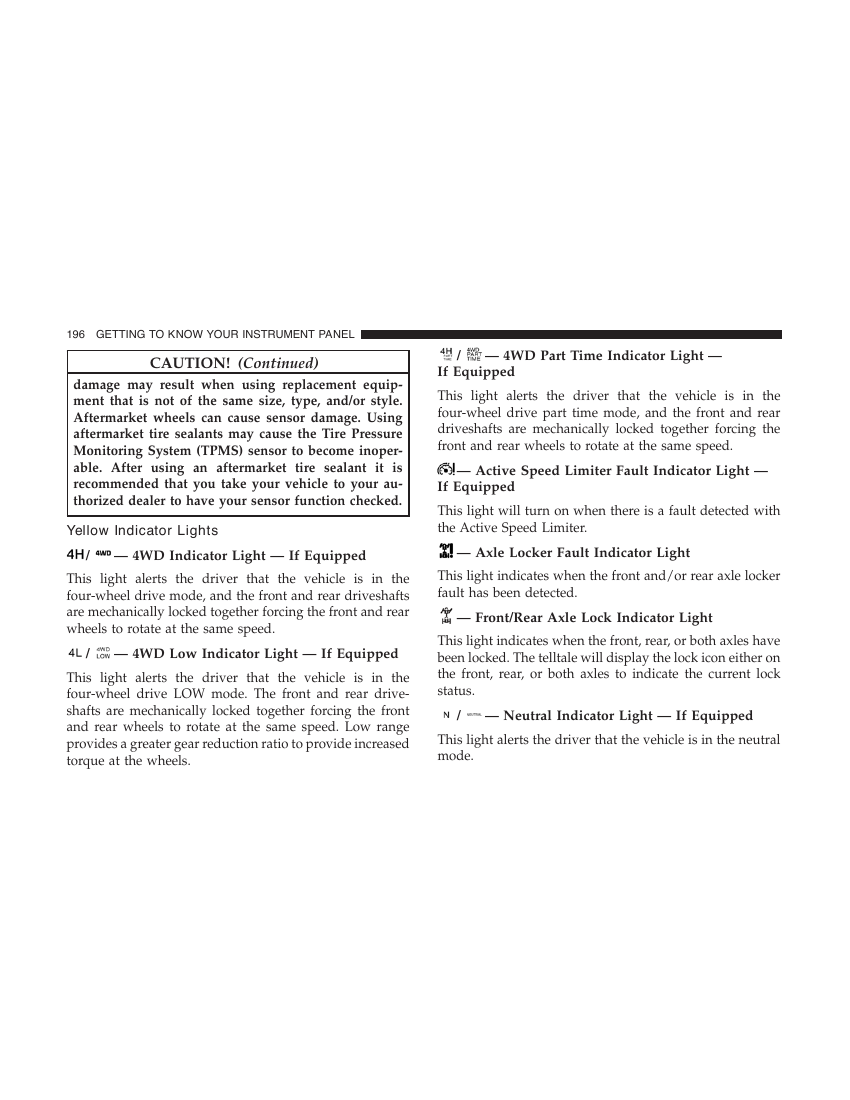 196 GETTING TO KNOW YOUR INSTRUMENT PANEL
CAUTION! (Continued)
damage may result when using replacement equip-
ment that is not of the same size, type, and/or style.
Aftermarket wheels can cause sensor damage. Using
aftermarket tire sealants may cause the Tire Pressure
Monitoring System (TPMS) sensor to become inoper-
able. After using an aftermarket tire sealant it is
recommended that you take your vehicle to your au-
thorized dealer to have your sensor function checked.
Yellow Indicator Lights
4H/ 4WD — 4WD Indicator Light — If Equipped
This light alerts the driver that the vehicle is in the
four-wheel drive mode, and the front and rear driveshafts
are mechanically locked together forcing the front and rear
wheels to rotate at the same speed.
4L / 4WD LOW — 4WD Low Indicator Light — If Equipped
This light alerts the driver that the vehicle is in the
four-wheel drive LOW mode. The front and rear drive-
shafts are mechanically locked together forcing the front
and rear wheels to rotate at the same speed. Low range
provides a greater gear reduction ratio to provide increased
torque at the wheels.
4H PART TIME / 4WD PART TIME — 4WD Part Time Indicator Light —
If Equipped
This light alerts the driver that the vehicle is in the
four-wheel drive part time mode, and the front and rear
driveshafts are mechanically locked together forcing the
front and rear wheels to rotate at the same speed.
— Active Speed Limiter Fault Indicator Light —
If Equipped
This light will turn on when there is a fault detected with
the Active Speed Limiter.
— Axle Locker Fault Indicator Light
This light indicates when the front and/or rear axle locker
fault has been detected.
— Front/Rear Axle Lock Indicator Light
This light indicates when the front, rear, or both axles have
been locked. The telltale will display the lock icon either on
the front, rear, or both axles to indicate the current lock
status.
N / NEUTRAL — Neutral Indicator Light — If Equipped
This light alerts the driver that the vehicle is in the neutral
mode.